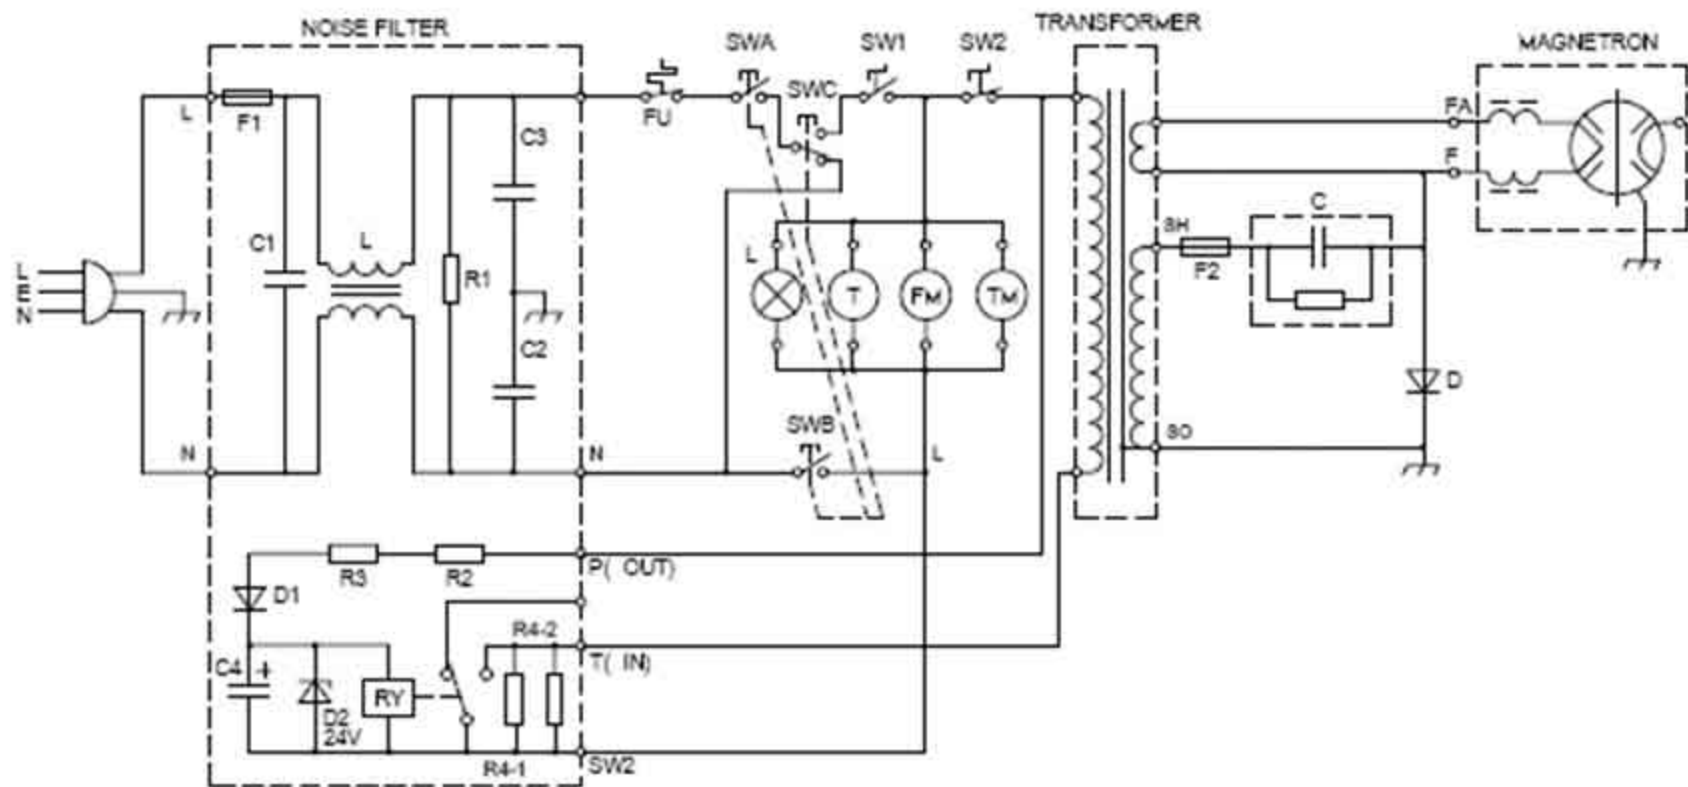 NOISE FILTER
TRANSFORMER
MAGNETRON
SWA
SW1
SW2
SWC
L
F1
FU
C3
FA
F
C1
L
R1
SH
F2
C
L
E
N
L
T
FM
TM
C2
D
SWB
N
N
L
SO
R3
R2
P( OUT)
D1
R4-2
T( IN)
C4
+
RY
D2
24V
R4-1
SW2